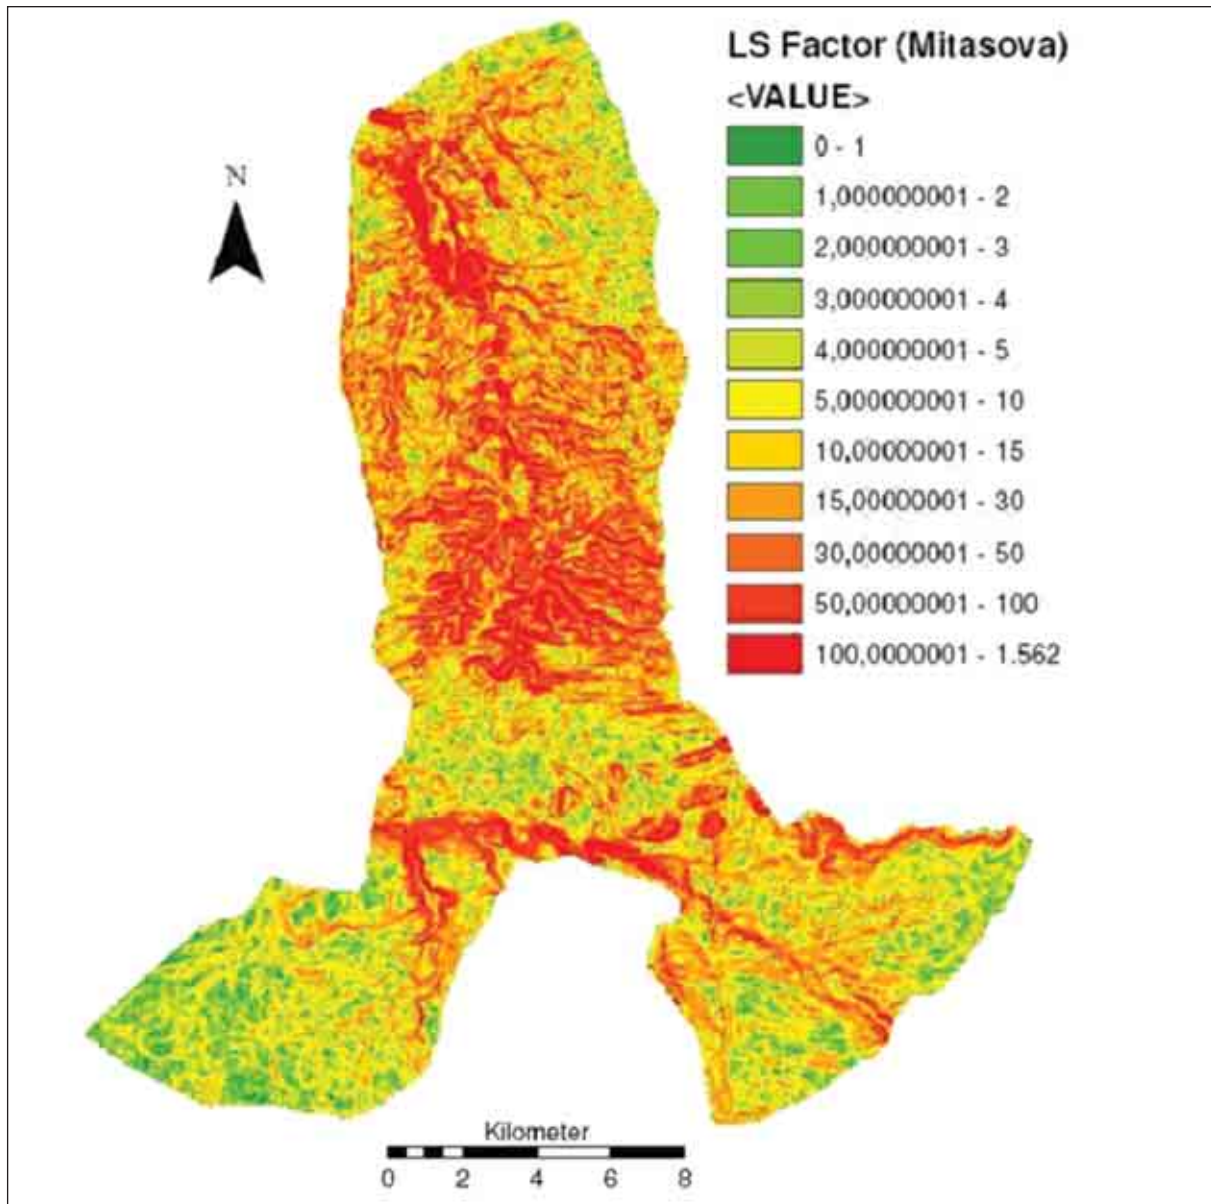 LS Factor (Mitasova)
<VALUE>
0 - 1
1,000000001 - 2
2,000000001 - 3
3,000000001 - 4
4,000000001 - 5
5,000000001 - 10
10,00000001 - 15
15,00000001 - 30
30,00000001 - 50
50,00000001 - 100
100,0000001 - 1.562
N
Kilometer
0 2 4 6 8